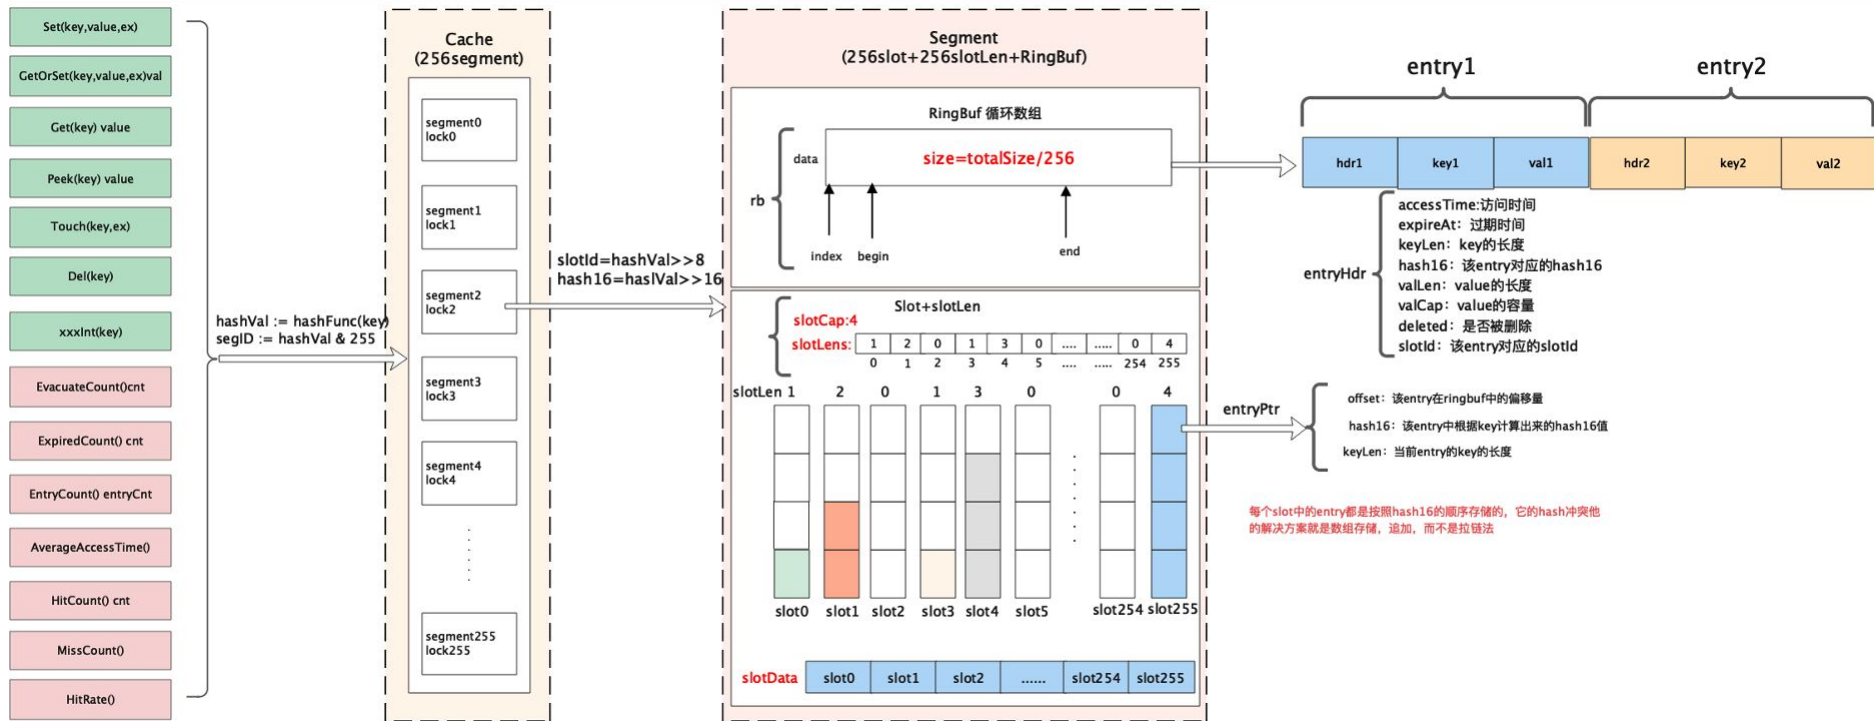 Set(key,value,ex)
GetOrSet(key,value,ex)val
Get(key) value
Peek(key) value
Touch(key,ex)
Del(key)
xxxInt(key)
EvacuateCount()cnt
ExpiredCount() cnt
EntryCount() entryCnt
AverageAccessTime()
HitCount() cnt
MissCount()
HitRate()
hashVal := hashFunc(key)
segID := hashVal & 255
Cache
(256segment)
segment0
lock0
segment1
lock1
segment2
lock2
segment3
lock3
segment4
lock4
segment255
lock255
slotId=hashVal>>8
hash16=haslVal>>16
Segment
(256slot+256slotLen+RingBuf)
RingBuf 循环数组
rb
data
size=totalSize/256
index
begin
end
Slot+slotLen
slotCap:4
slotLens: 1 2 0 1 3 0 .... ..... 0 4
0 1 2 3 4 5 .... ..... 254 255
slotLen 1 2 0 1 3 0 0 4
slot0 slot1 slot2 slot3 slot4 slot5 slot254 slot255
slotData slot0 slot1 slot2 ...... slot254 slot255
entry1 entry2
hdr1 key1 val1 hdr2 key2 val2
entryHdr
accessTime:访问时间
expireAt：过期时间
keyLen：key的长度
hash16：该entry对应的hash16
valLen：value的长度
valCap：value的容量
deleted：是否被删除
slotId：该entry对应的slotId
entryPtr
offset：该entry在ringbuf中的偏移量
hash16：该entry中根据key计算出来的hash16值
keyLen：当前entry的key的长度
每个slot中的entry都是按照hash16的顺序存储的，它的hash冲突他
的解决方案就是数组存储，追加，而不是拉链法